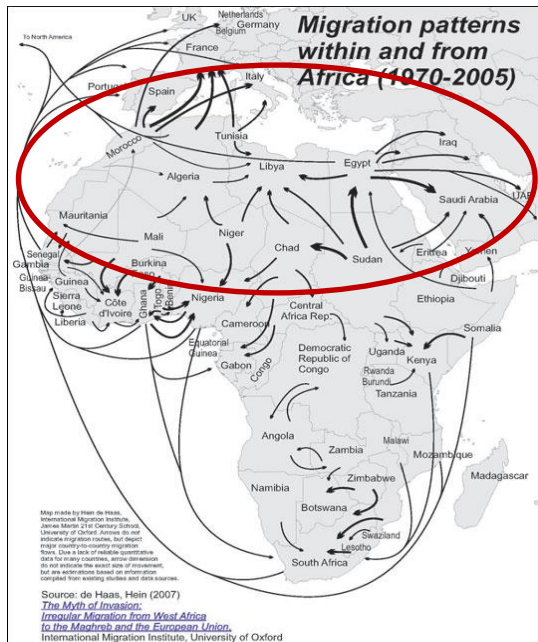 Migration patterns
within and from
Africa (1970-2005)
To North America
UK
Netherlands
Belgium
Germany
France
Portugal
Spain
Italy
Morocco
Tunisia
Algeria
Libya
Egypt
Iraq
Saudi Arabia
UAE
Mauritania
Mali
Niger
Chad
Sudan
Eritrea
Yemen
Djibouti
Ethiopia
Somalia
Senegal
Gambia
Guinea
Bissau
Guinea
Sierra
Leone
Liberia
Burkina
Faso
Côte
d'Ivoire
Ghana
Togo
Benin
Nigeria
Cameroon
Central
Africa Rep.
Equatorial
Guinea
Gabon
Congo
Democratic
Republic of
Congo
Uganda
Kenya
Rwanda
Burundi
Tanzania
Angola
Zambia
Malawi
Mozambique
Madagascar
Namibia
Zimbabwe
Botswana
Swaziland
Lesotho
South Africa
Map made by Hein de Haas,
International Migration Institute,
James Martin 21st Century School,
University of Oxford. Arrows do not
indicate migration routes, but depict
major country-to-country migration
flows. Due a lack of reliable quantitative
data for many countries, arrow dimension
do not indicate the exact size of movement,
but are estimations based on information
compiled from existing studies and data sources.
Source: de Haas, Hein (2007)
The Myth of Invasion:
Irregular Migration from West Africa
to the Maghreb and the European Union.
International Migration Institute, University of Oxford